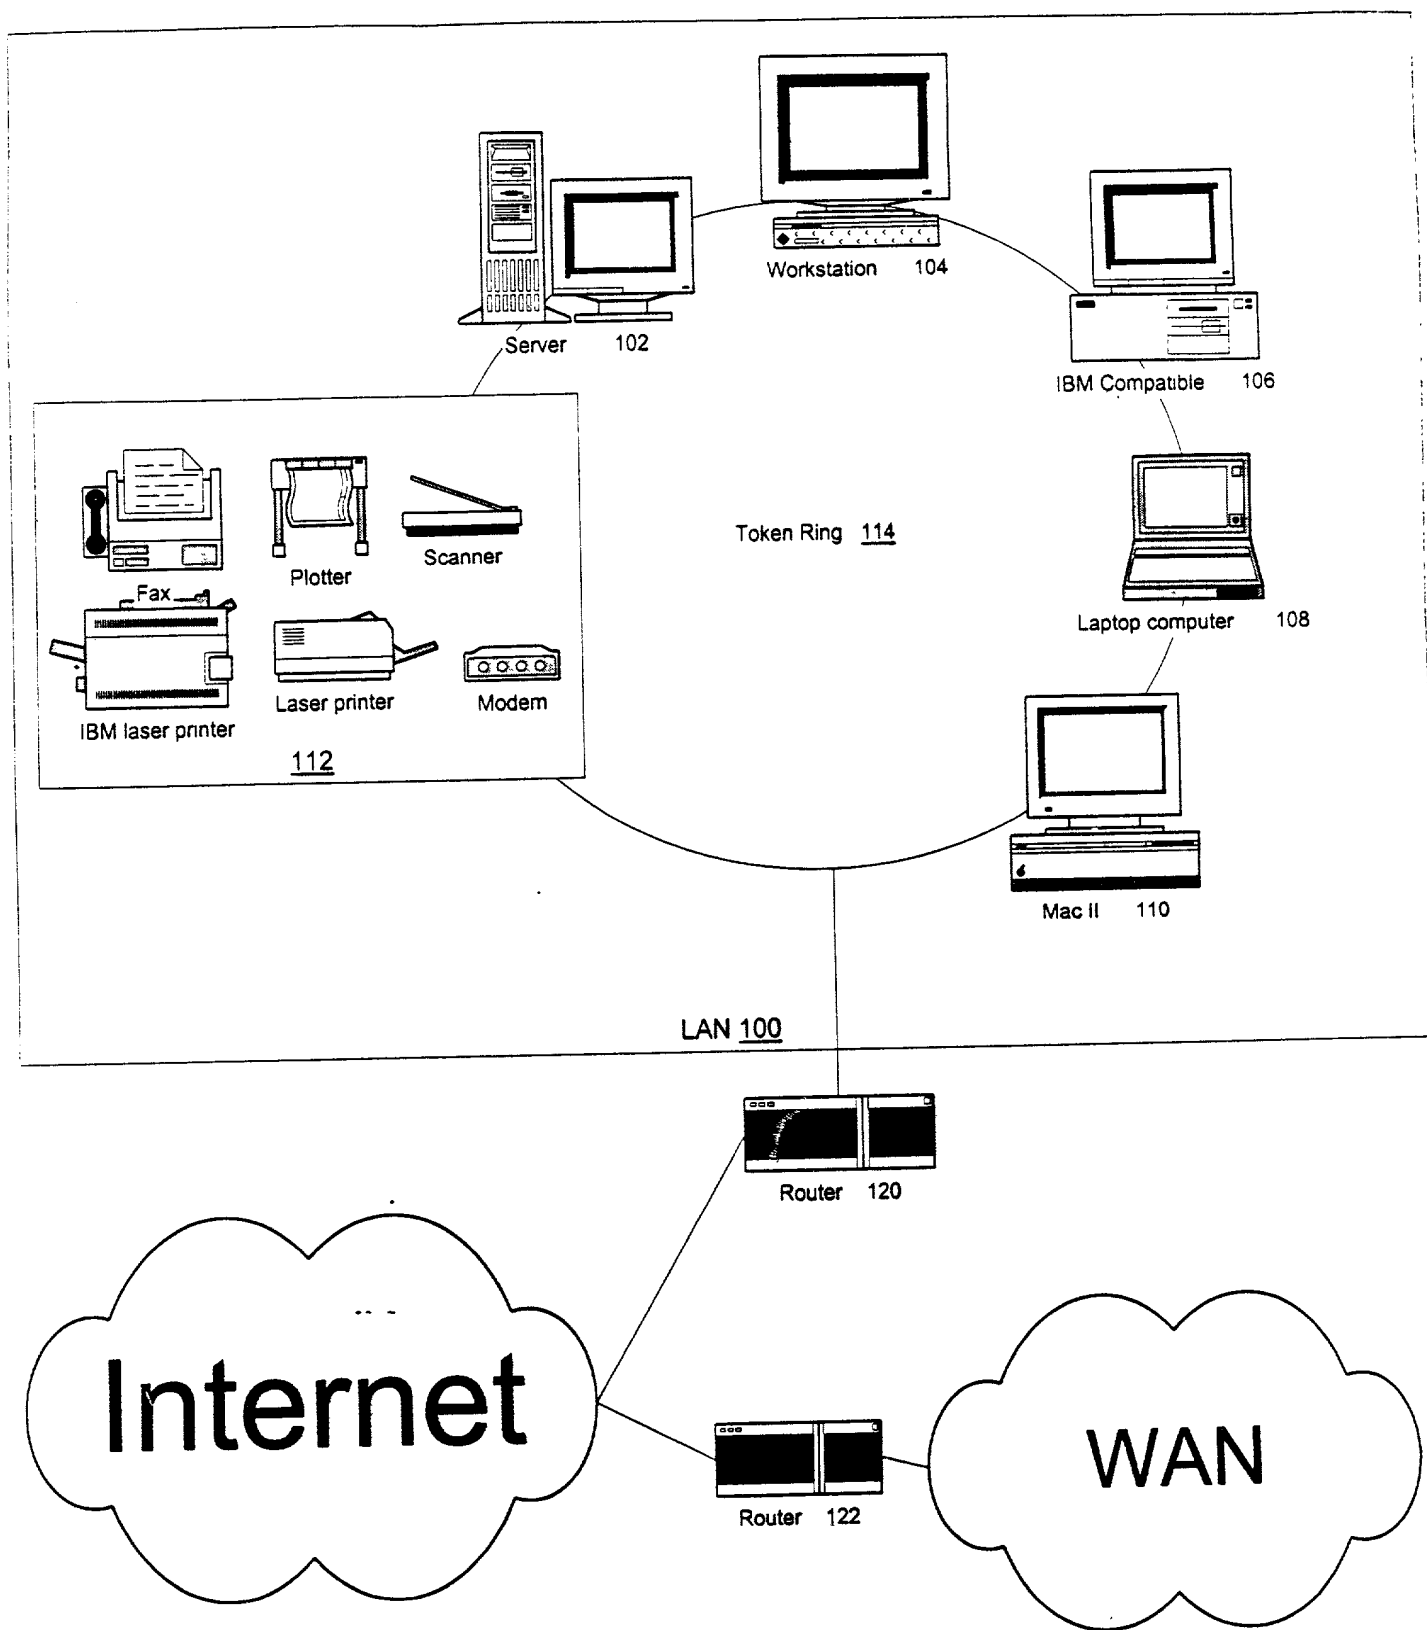 Workstation 104
Server 102
IBM Compatible 106
Fax
Plotter
Scanner
Token Ring 114
Laptop computer 108
IBM laser printer
Laser printer
Modem
112
Mac II 110
LAN 100
Router 120
Internet
WAN
Router 122